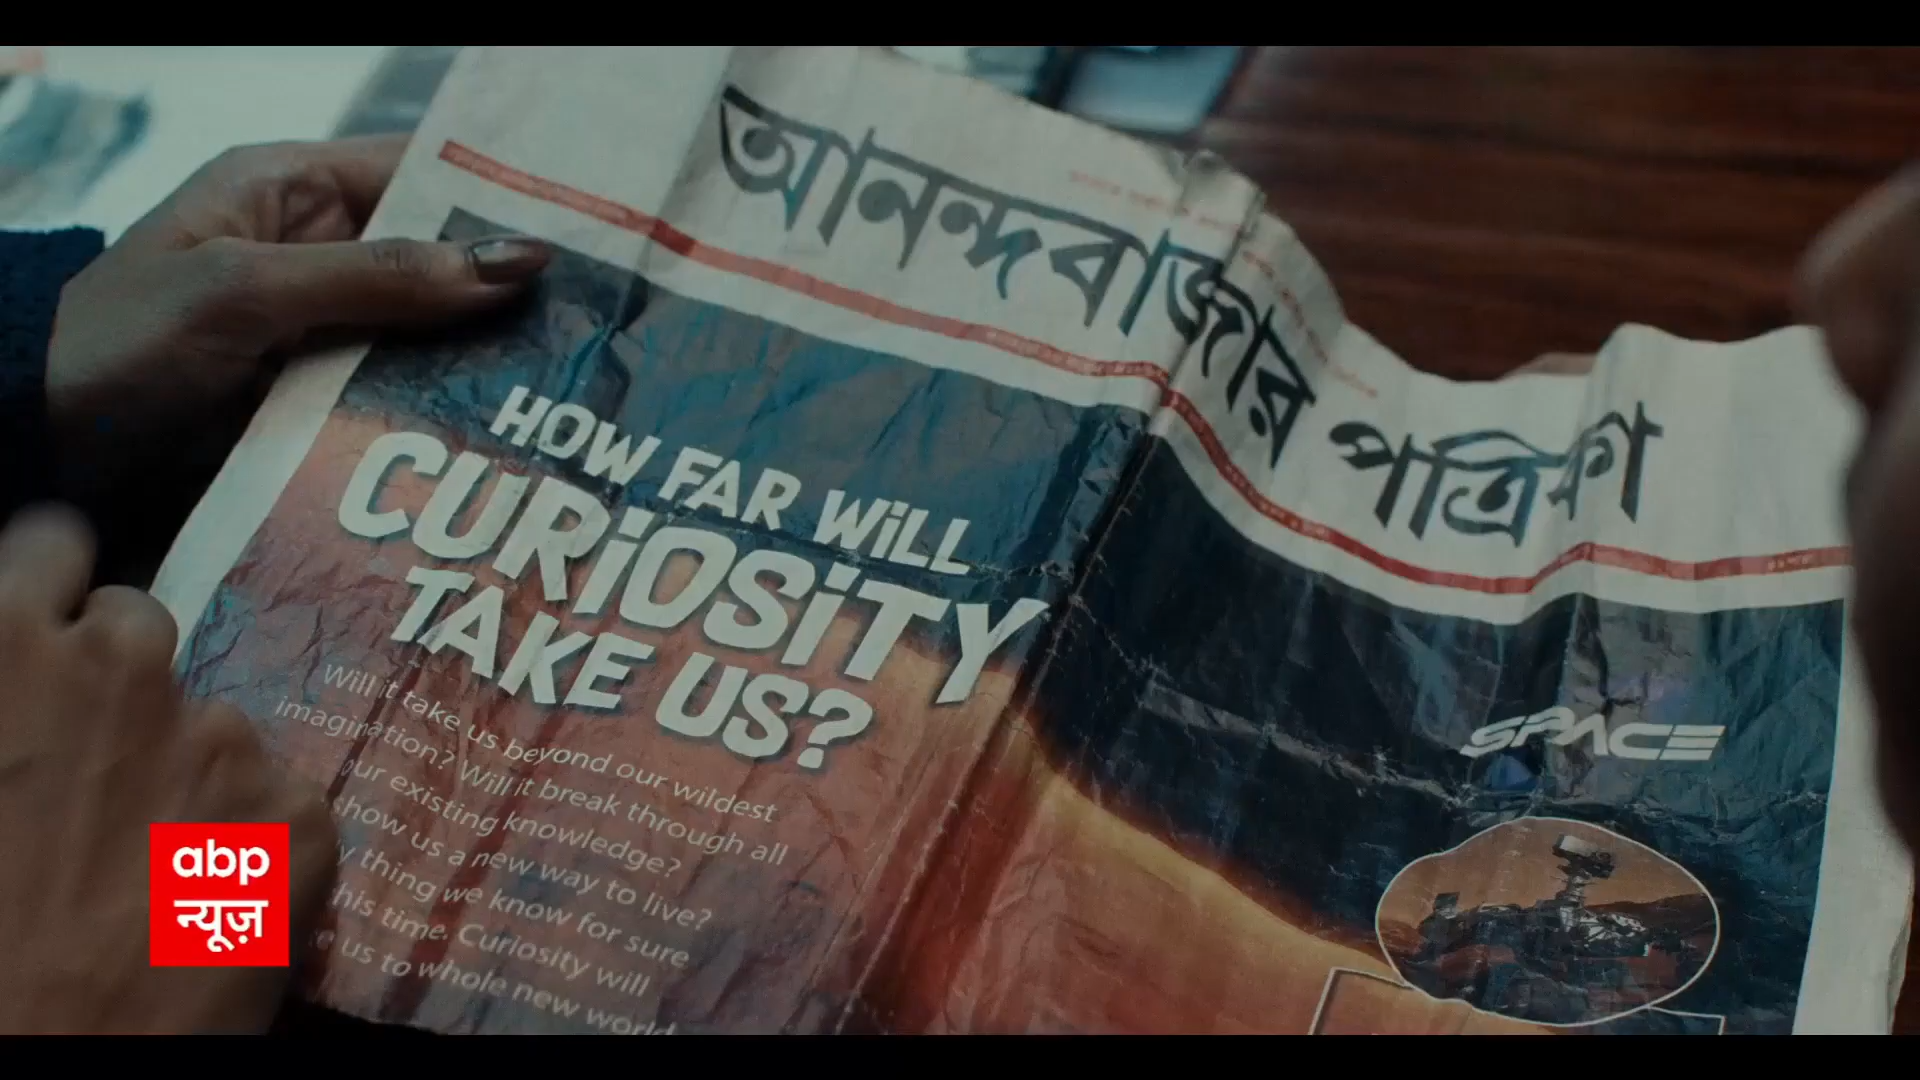 আনন্দবাজার পত্রিকা
HOW FAR WiLL
CURiOSiTY
TAKE US?
Will it take us beyond our wildest
imagination? Will it break through all
our existing knowledge?
show us a new way to live?
thing we know for sure
this time. Curiosity will
us to whole new world
SPACE
abp
न्यूज़